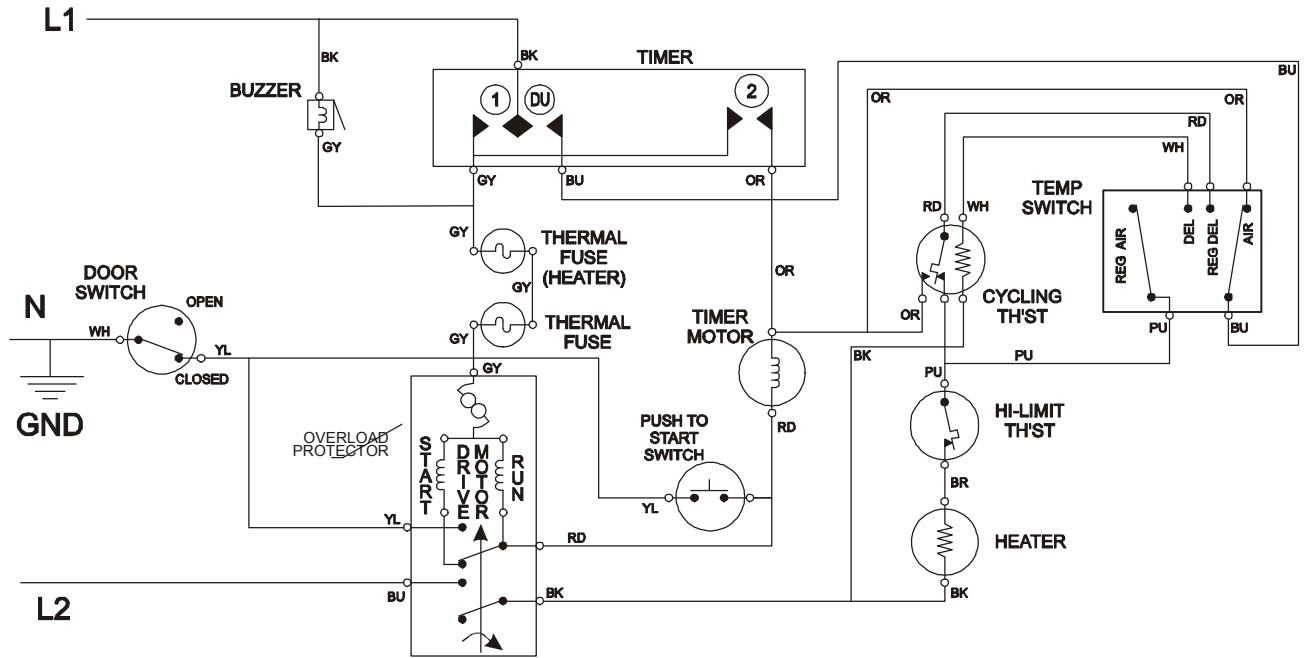 L1
BK
BK
TIMER
BU
BUZZER
1
DU
2
OR
OR
RD
GY
WH
GY
BU
OR
TEMP
SWITCH
RD
WH
REG AIR
DEL
REG DEL
AIR
GY
THERMAL
FUSE
(HEATER)
DOOR
SWITCH
OR
GY
OPEN
CYCLING
TH'ST
N
TIMER
MOTOR
OR
PU
BU
WH
GY
THERMAL
FUSE
YL
BK
PU
CLOSED
GY
PU
GND
OVERLOAD
PROTECTOR
START
DRIVE
MOTOR
RUN
PUSH TO
START
SWITCH
RD
HI-LIMIT
TH'ST
BR
YL
YL
RD
HEATER
L2
BU
BK
BK